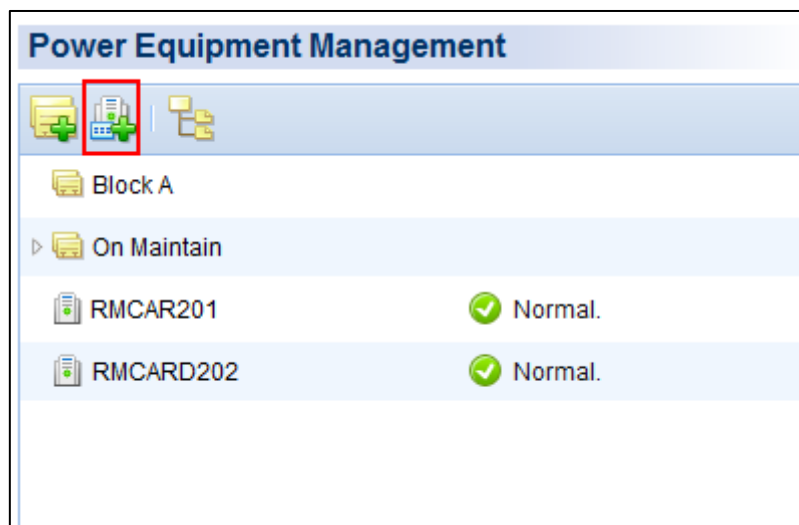 Power Equipment Management
Block A
On Maintain
RMCAR201 Normal.
RMCARD202 Normal.